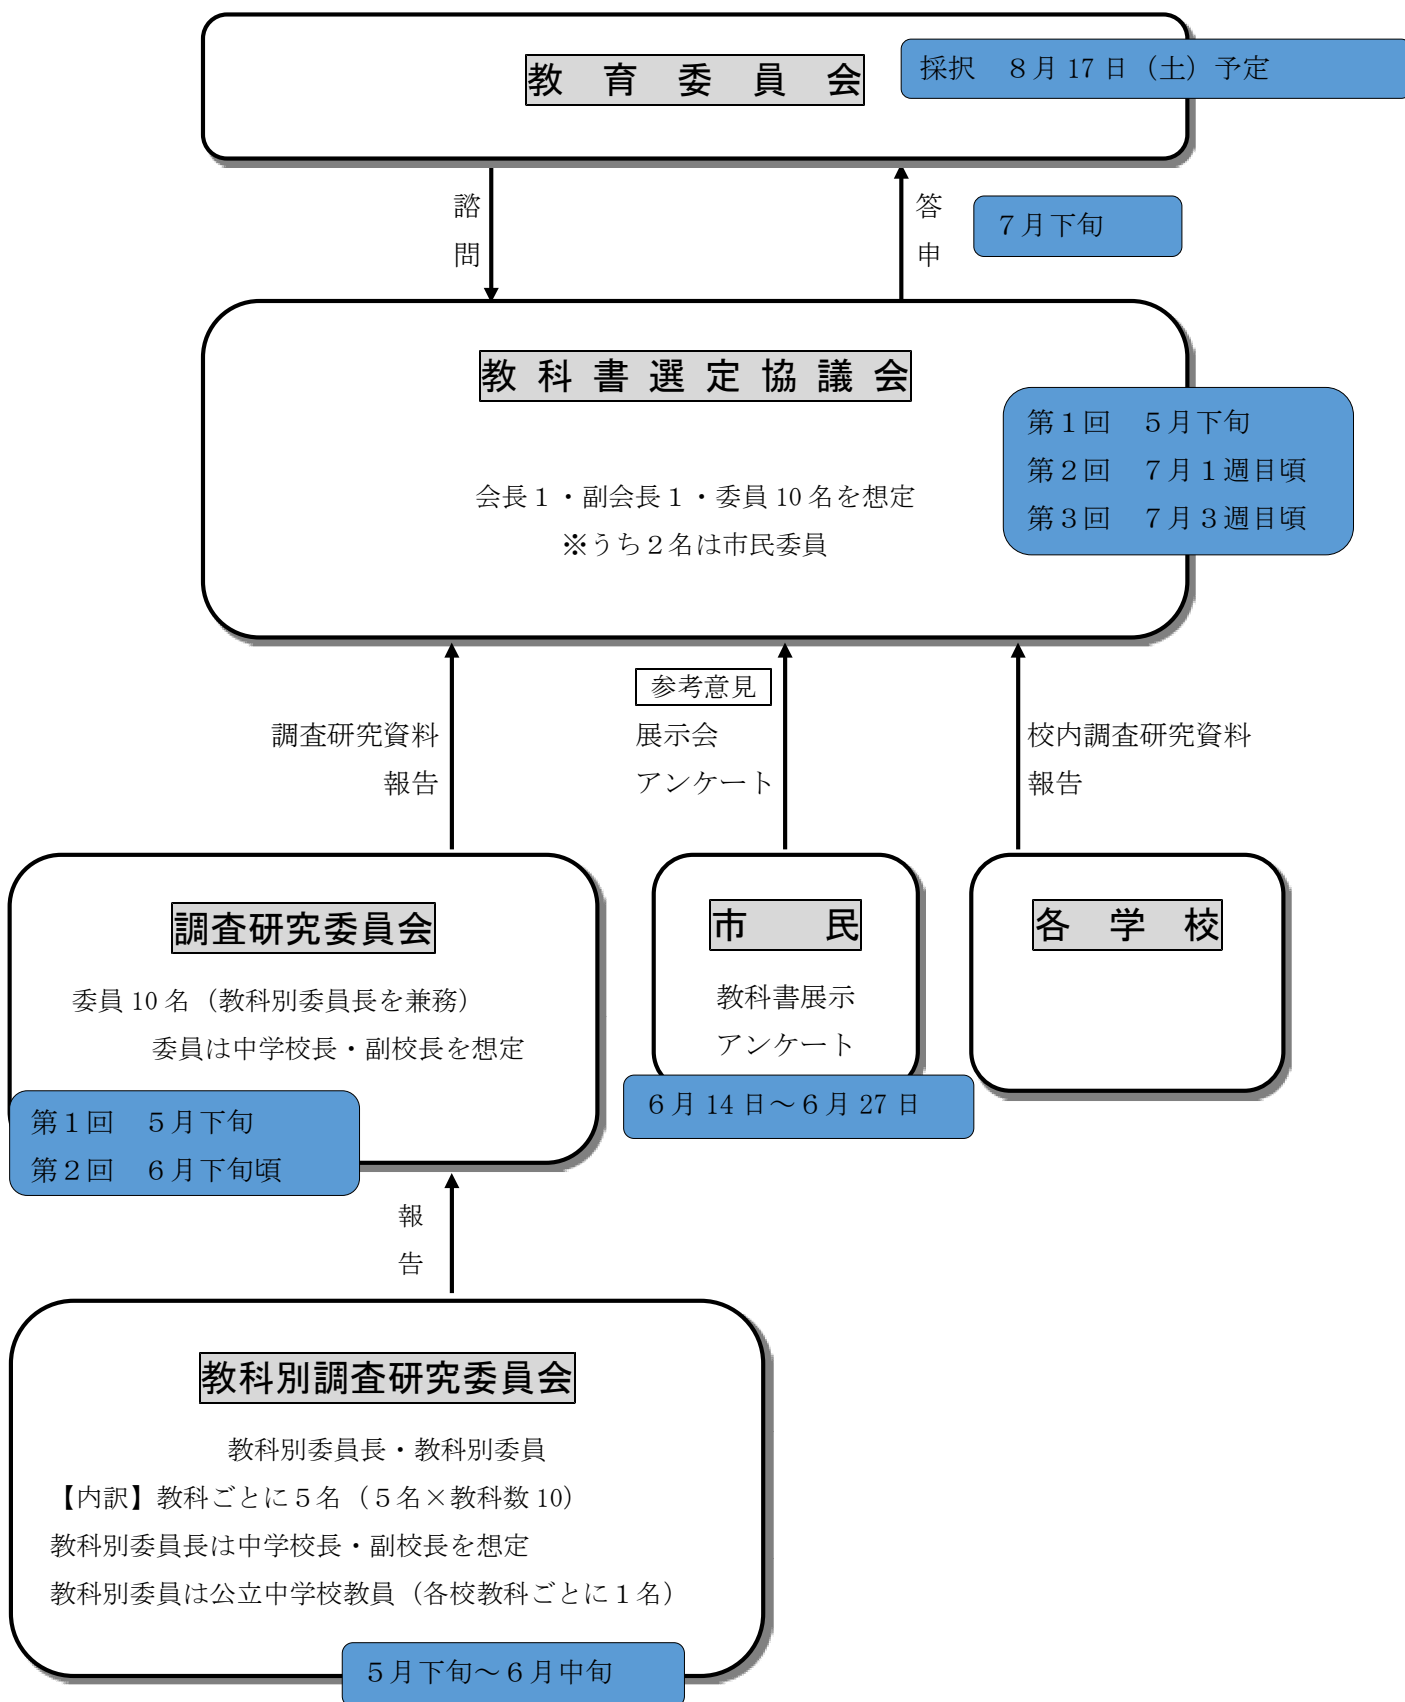 教育委員会
採択　８月17日（土）予定
諮問
答申
７月下旬
教科書選定協議会
第１回　５月下旬
第２回　７月１週目頃
第３回　７月３週目頃
会長１・副会長１・委員10名を想定
※うち２名は市民委員
調査研究資料
報告
参考意見
展示会
アンケート
校内調査研究資料
報告
調査研究委員会
委員10名（教科別委員長を兼務）
委員は中学校長・副校長を想定
第１回　５月下旬
第２回　６月下旬頃
市民
教科書展示
アンケート
６月14日～６月27日
各学校
報告
教科別調査研究委員会
教科別委員長・教科別委員
【内訳】教科ごとに５名（５名×教科数10）
教科別委員長は中学校長・副校長を想定
教科別委員は公立中学校教員（各校教科ごとに１名）
５月下旬～６月中旬